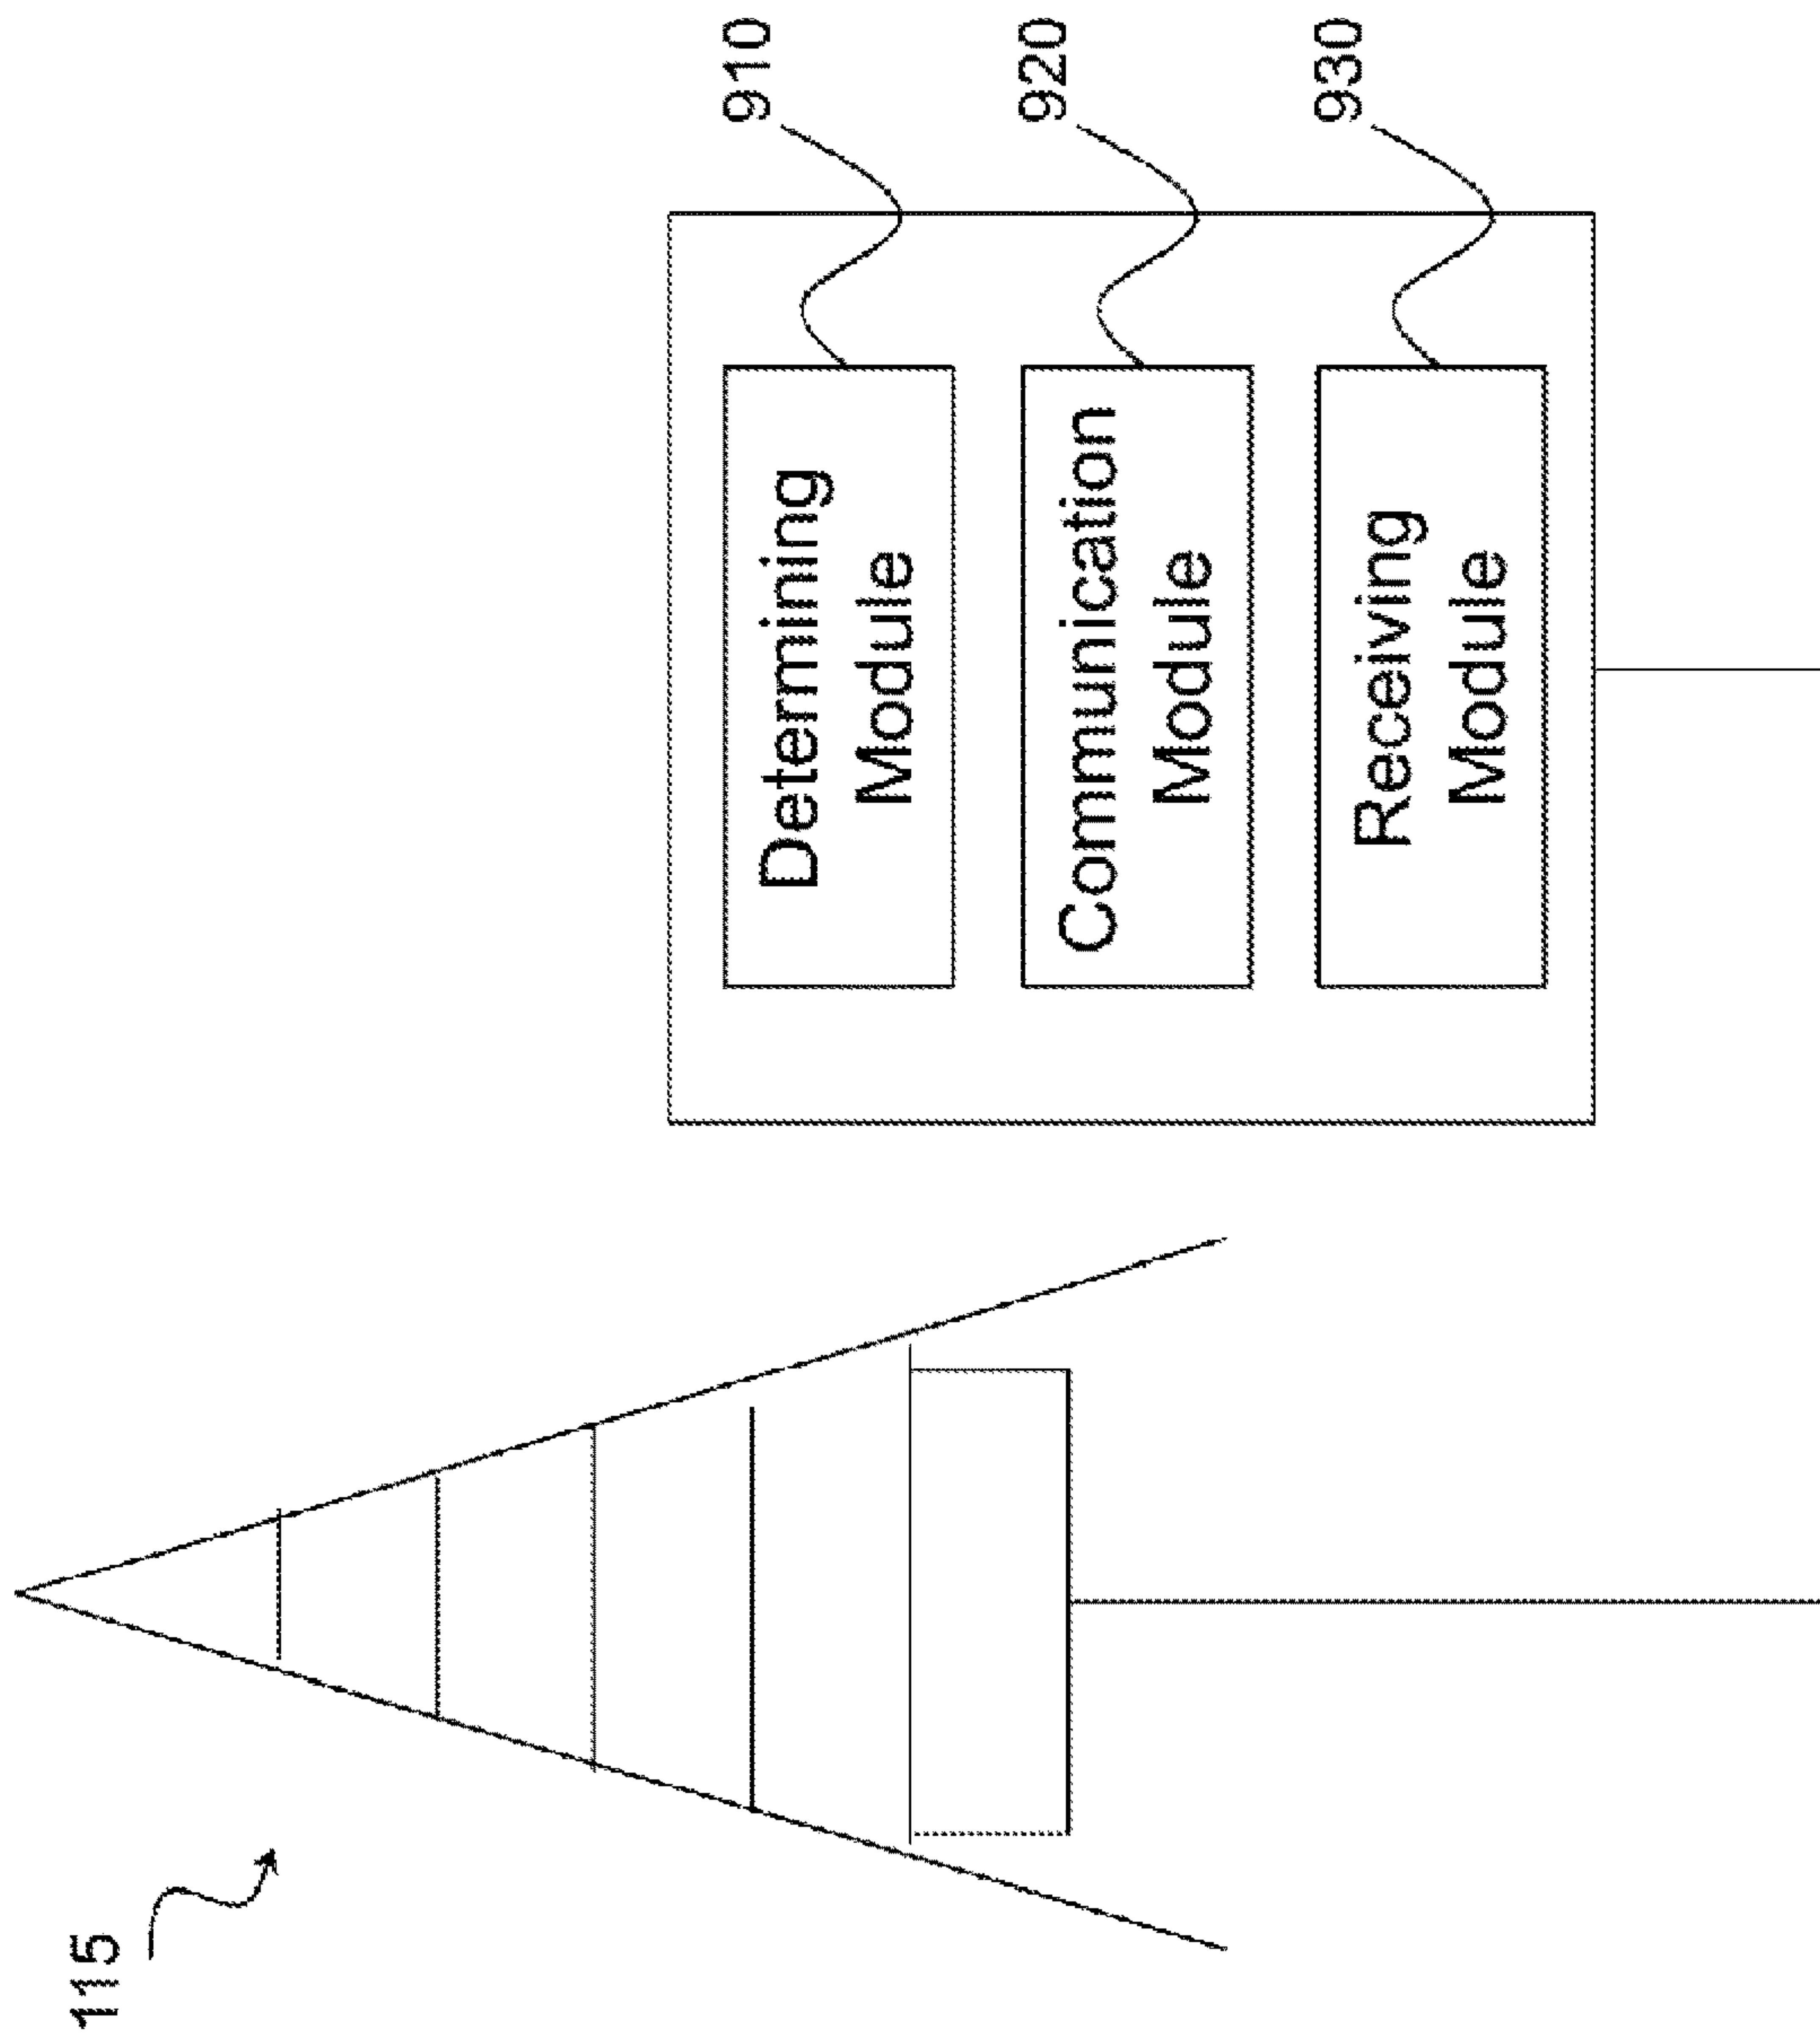 115
Determining
Module
910
Communication
Module
920
Receiving
Module
930